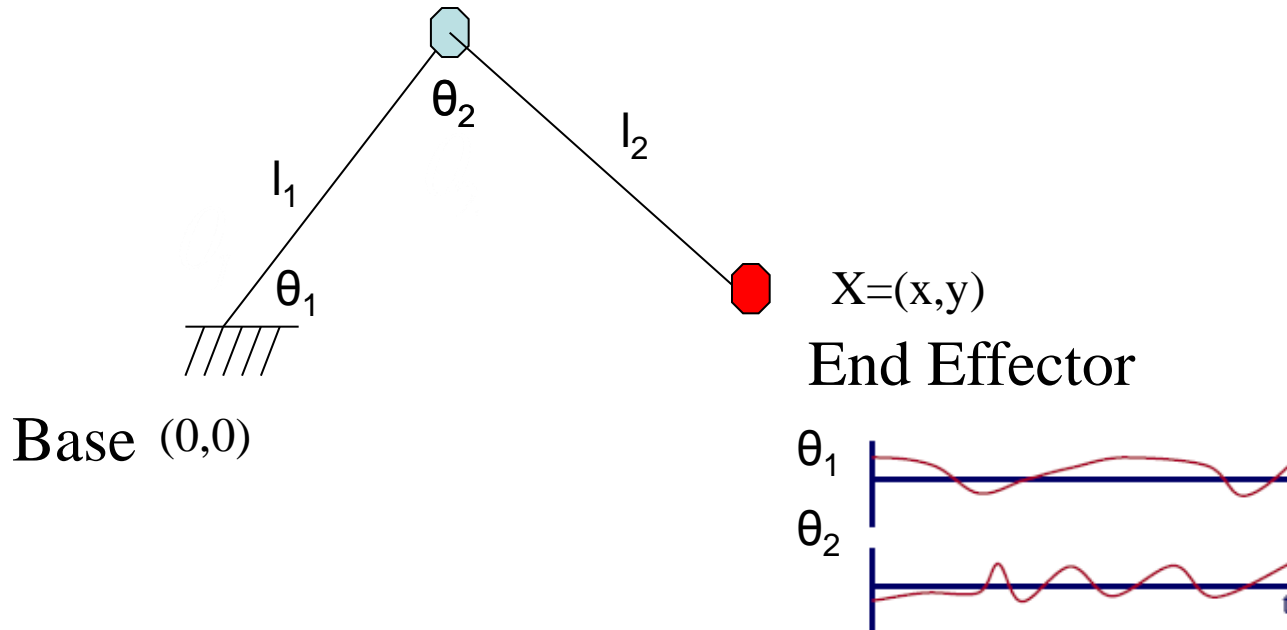 θ₂
l₂
l₁
θ₁
X=(x,y)
End Effector
Base (0,0)
θ₁
θ₂
t